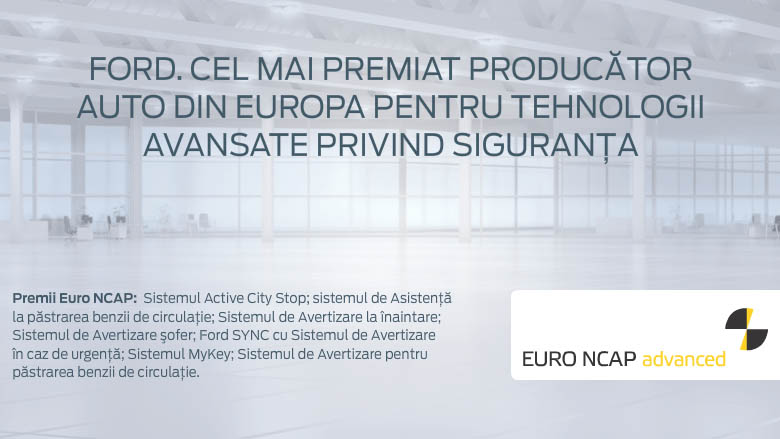 FORD. CEL MAI PREMIAT PRODUCĂTOR
AUTO DIN EUROPA PENTRU TEHNOLOGII
AVANSATE PRIVIND SIGURANȚA
Premii Euro NCAP: Sistemul Active City Stop; sistemul de Asistență
la păstrarea benzii de circulație; Sistemul de Avertizare la înaintare;
Sistemul de Avertizare şofer; Ford SYNC cu Sistemul de Avertizare
în caz de urgență; Sistemul MyKey; Sistemul de Avertizare pentru
păstrarea benzii de circulație.
EURO NCAP advanced